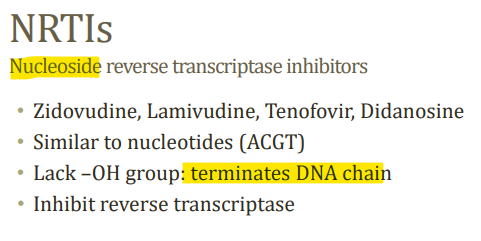 NRTIs
Nucleoside reverse transcriptase inhibitors
• Zidovudine, Lamivudine, Tenofovir, Didanosine
• Similar to nucleotides (ACGT)
• Lack –OH group: terminates DNA chain
• Inhibit reverse transcriptase